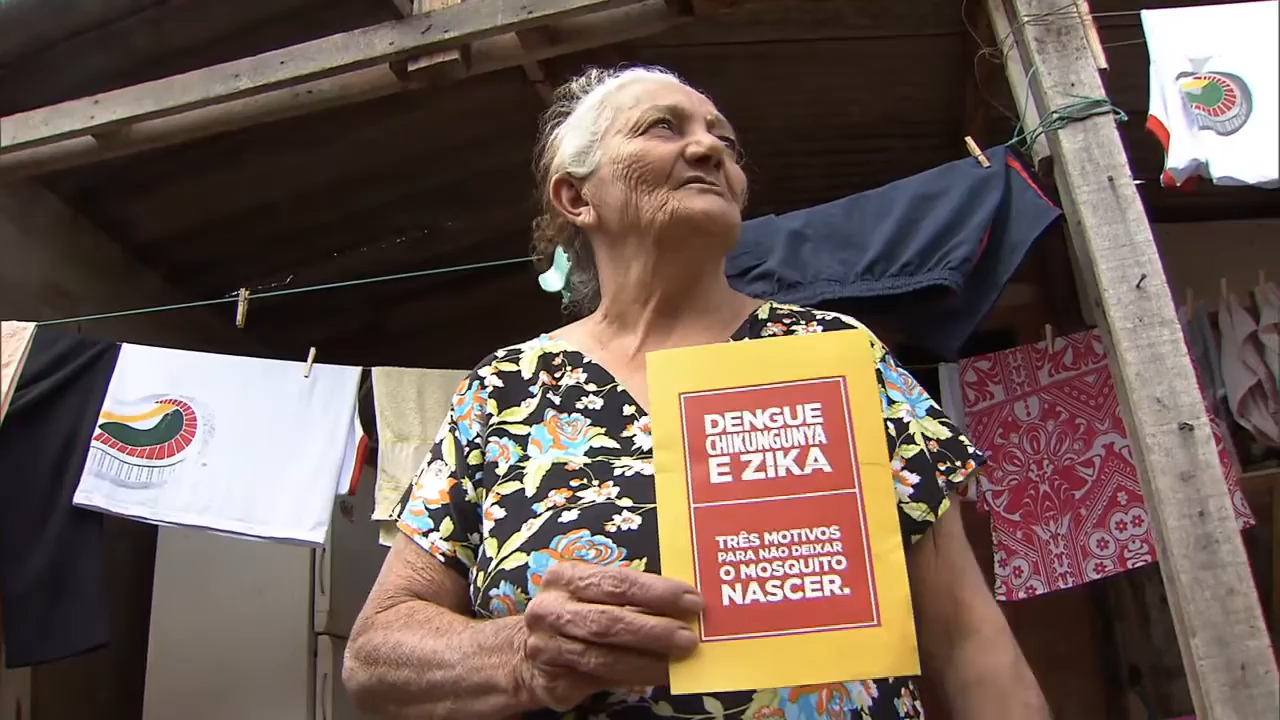 DENGUE
CHIKUNGUNYA
E ZIKA
TRÊS MOTIVOS
PARA NÃO DEIXAR
O MOSQUITO
NASCER.